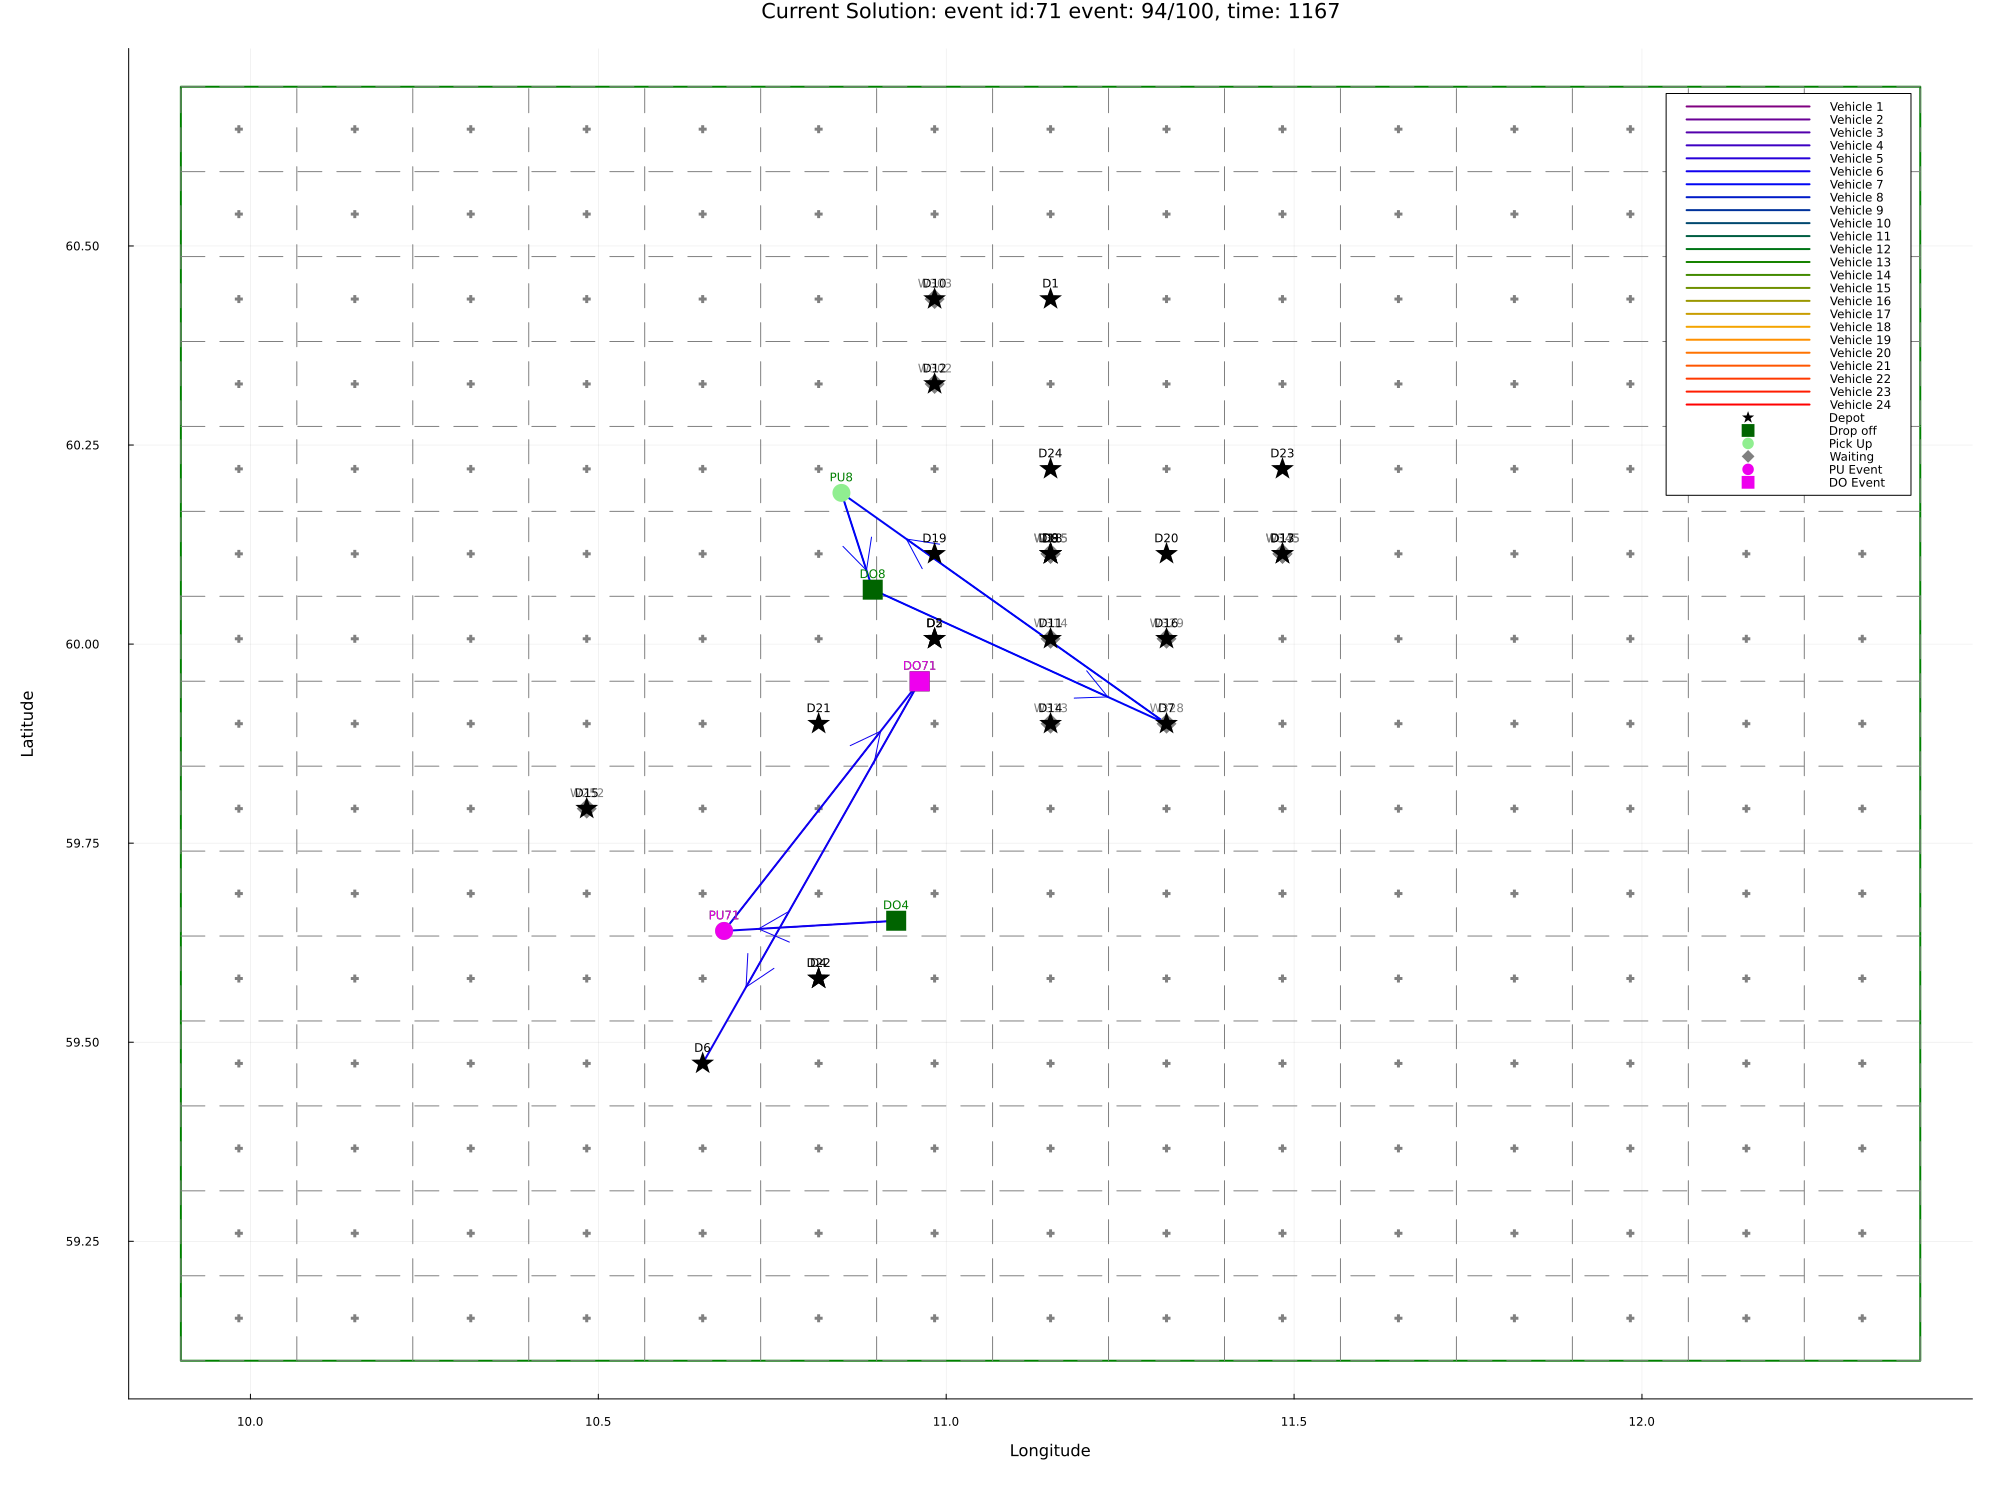 Current Solution: event id:71 event: 94/100, time: 1167
Vehicle 1
Vehicle 2
Vehicle 3
Vehicle 4
Vehicle 5
Vehicle 6
Vehicle 7
Vehicle 8
Vehicle 9
Vehicle 10
Vehicle 11
Vehicle 12
Vehicle 13
Vehicle 14
Vehicle 15
Vehicle 16
Vehicle 17
Vehicle 18
Vehicle 19
Vehicle 20
Vehicle 21
Vehicle 22
Vehicle 23
Vehicle 24
Depot
Drop off
Pick Up
Waiting
PU Event
DO Event
60.50
D10
D1
D12
60.25
D24
D23
PU8
D19
D20
DO8
60.00
D11
D16
DO71
D21
D14
D7
D15
59.75
Latitude
PU71
DO4
D22
59.50
D6
59.25
10.0
10.5
11.0
11.5
12.0
Longitude